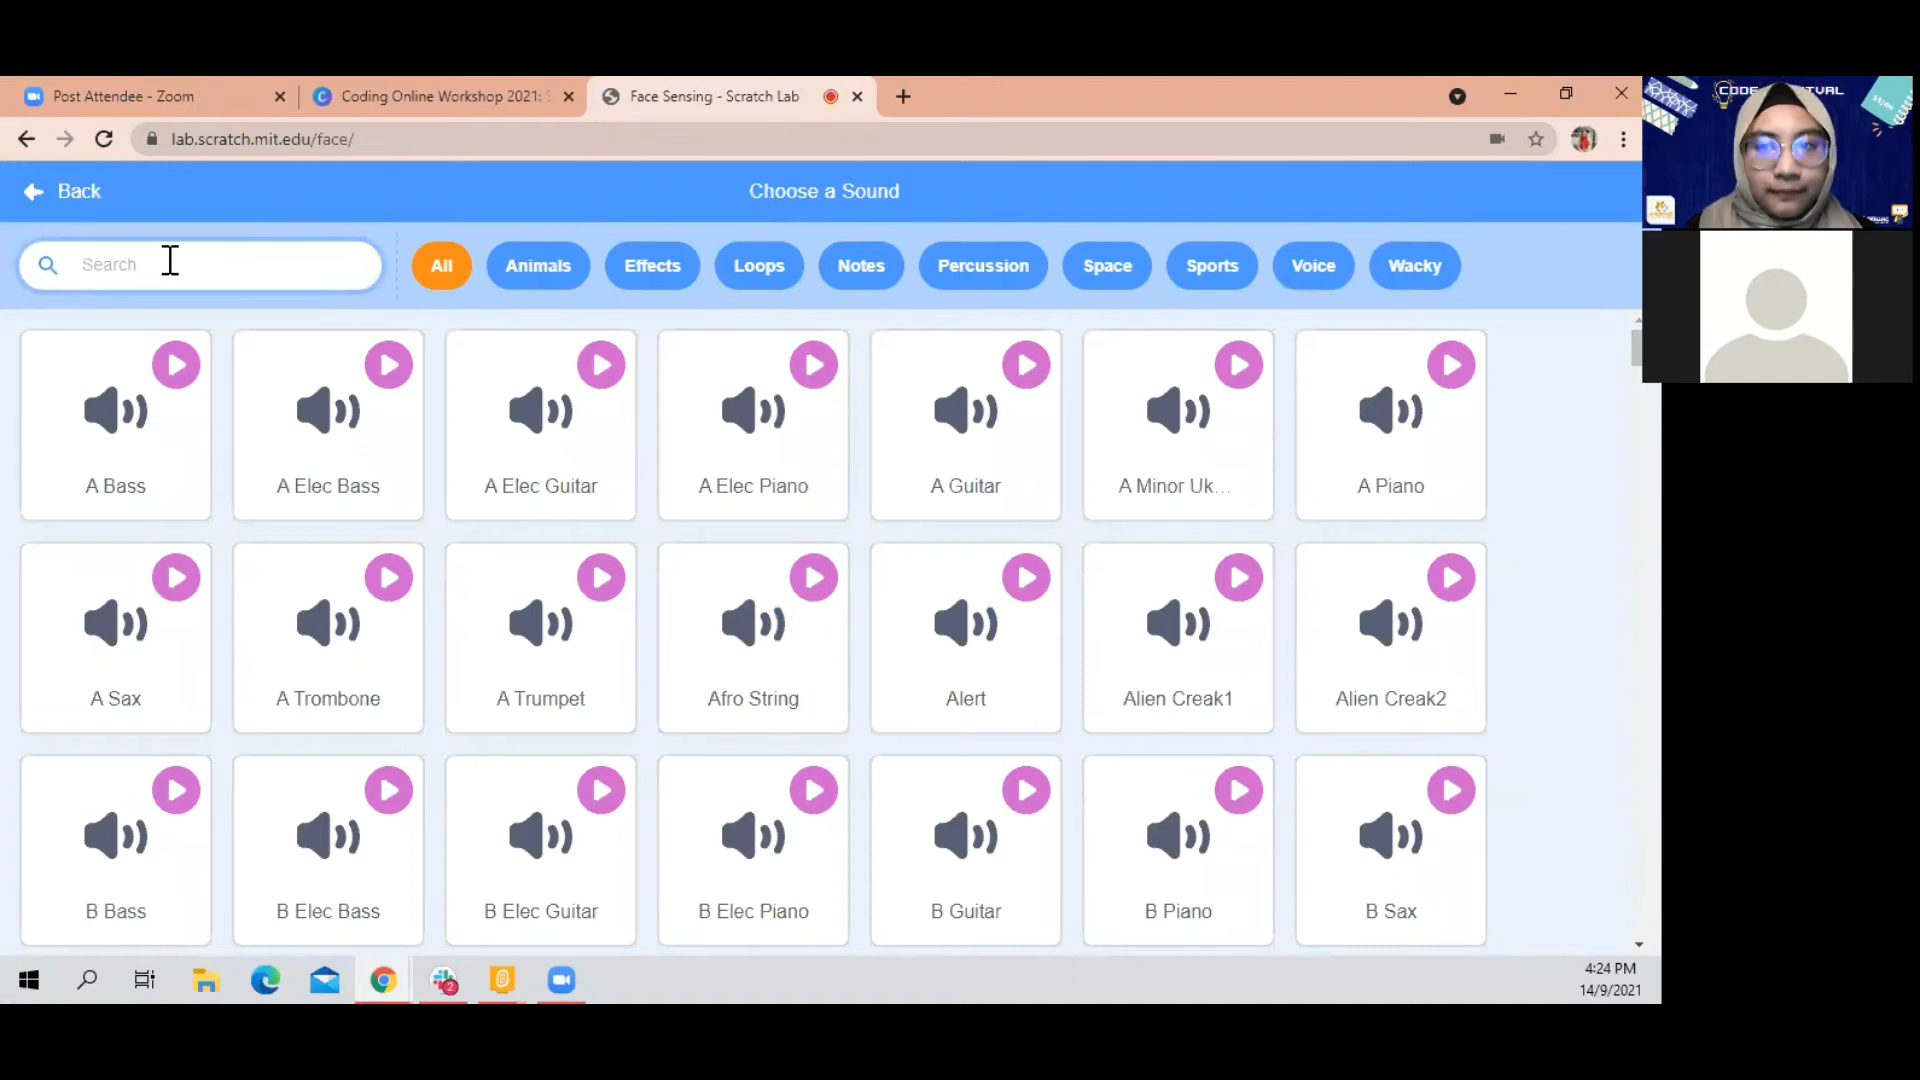 Post Attendee - Zoom
Coding Online Workshop 2021:
Face Sensing - Scratch Lab
lab.scratch.mit.edu/face/
Back
Choose a Sound
Search
All
Animals
Effects
Loops
Notes
Percussion
Space
Sports
Voice
Wacky
A Bass
A Elec Bass
A Elec Guitar
A Elec Piano
A Guitar
A Minor Uk...
A Piano
A Sax
A Trombone
A Trumpet
Afro String
Alert
Alien Creak1
Alien Creak2
B Bass
B Elec Bass
B Elec Guitar
B Elec Piano
B Guitar
B Piano
B Sax
2
4:24 PM
14/9/2021